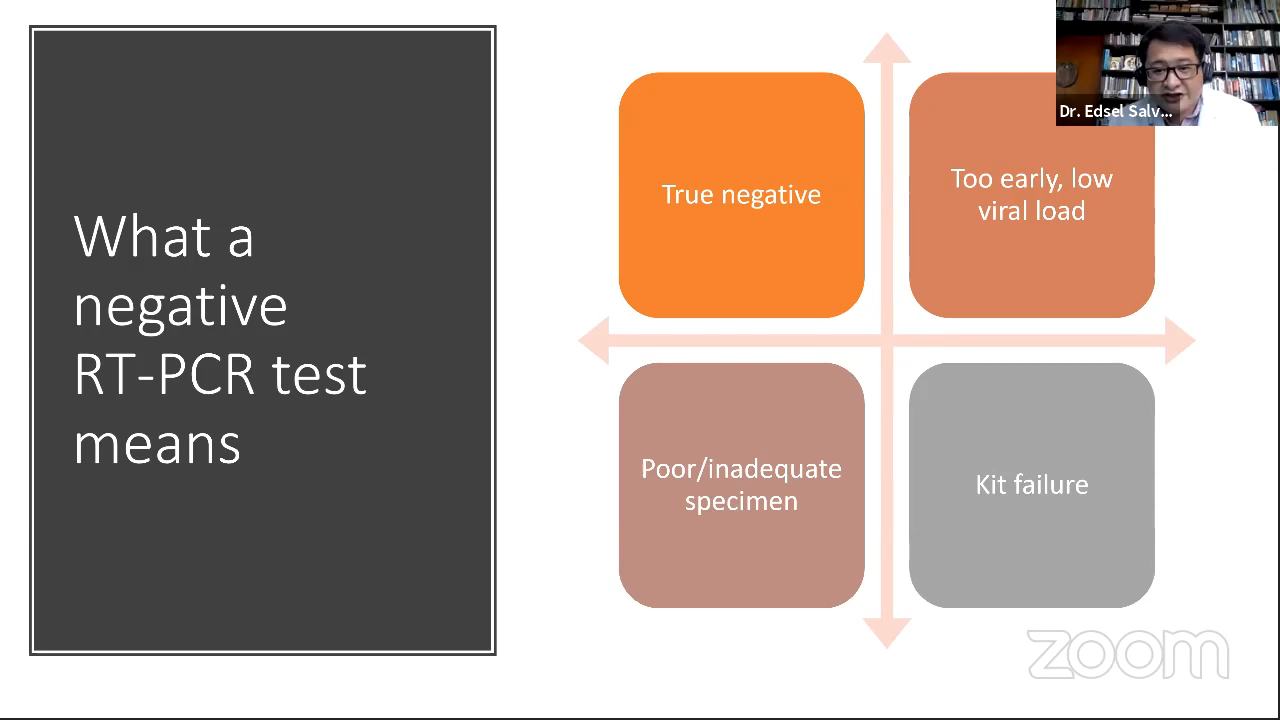 What a
negative
RT-PCR test
means
True negative
Too early, low
viral load
Poor/inadequate
specimen
Kit failure
Dr. Edsel Salv...
zoom